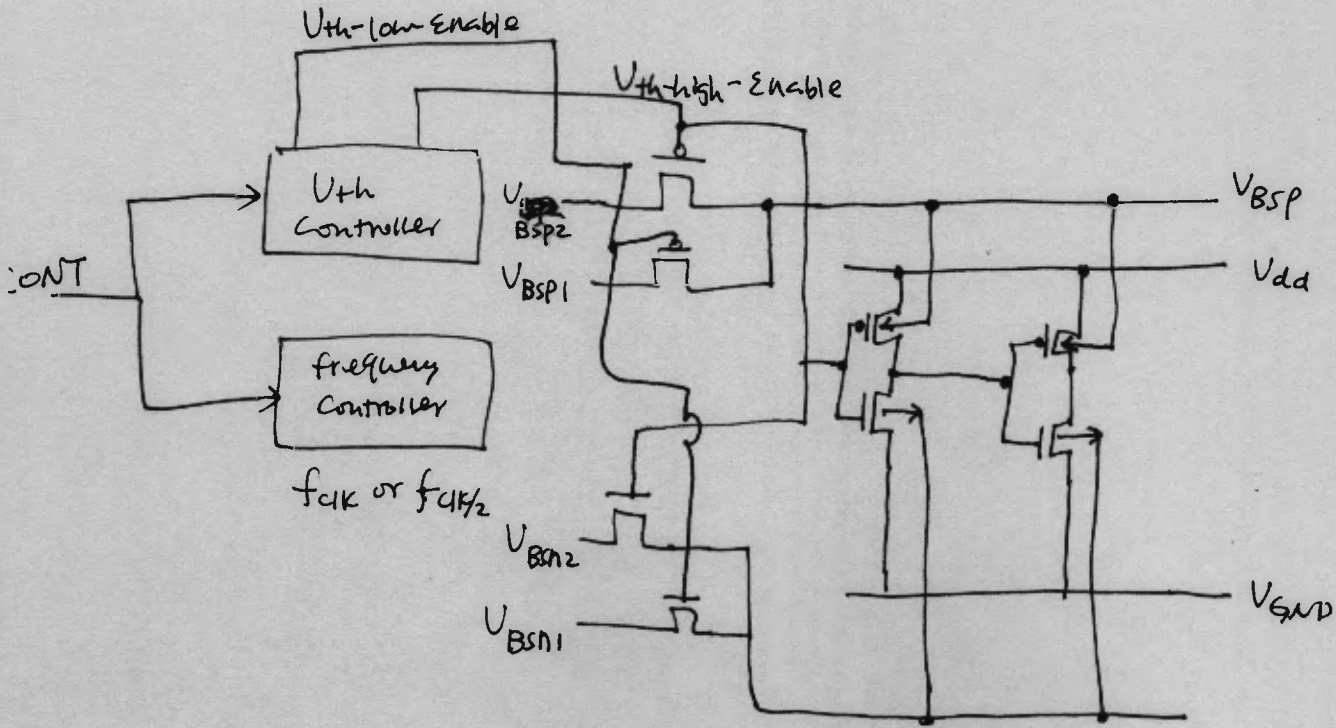 Vth-low-Enable
Vth-high-Enable
Vth
Controller
VBSP2
VBSP1
VBSP
Vdd
:ONT
frequency
Controller
fclk or fclk/2
VBSn2
VBSn1
VGND